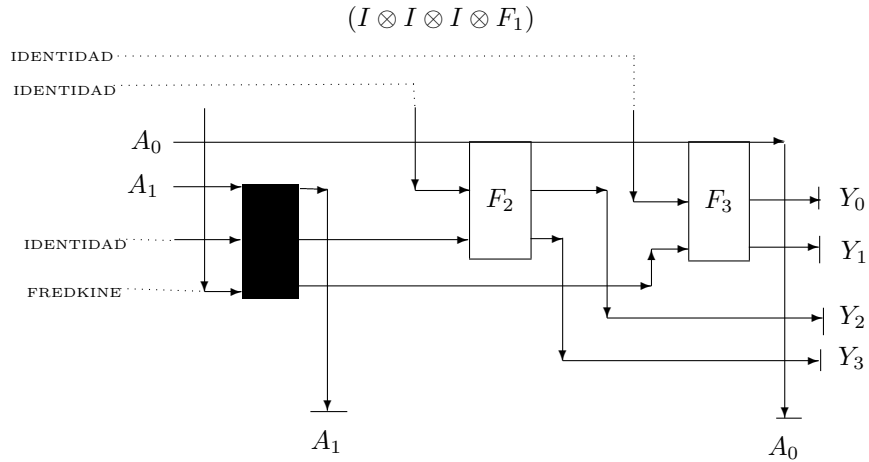 (I ⊗ I ⊗ I ⊗ F₁)
IDENTIDAD
IDENTIDAD
A₀
A₁
F₂
F₃
Y₀
IDENTIDAD
Y₁
FREDKINE
Y₂
Y₃
A₁
A₀